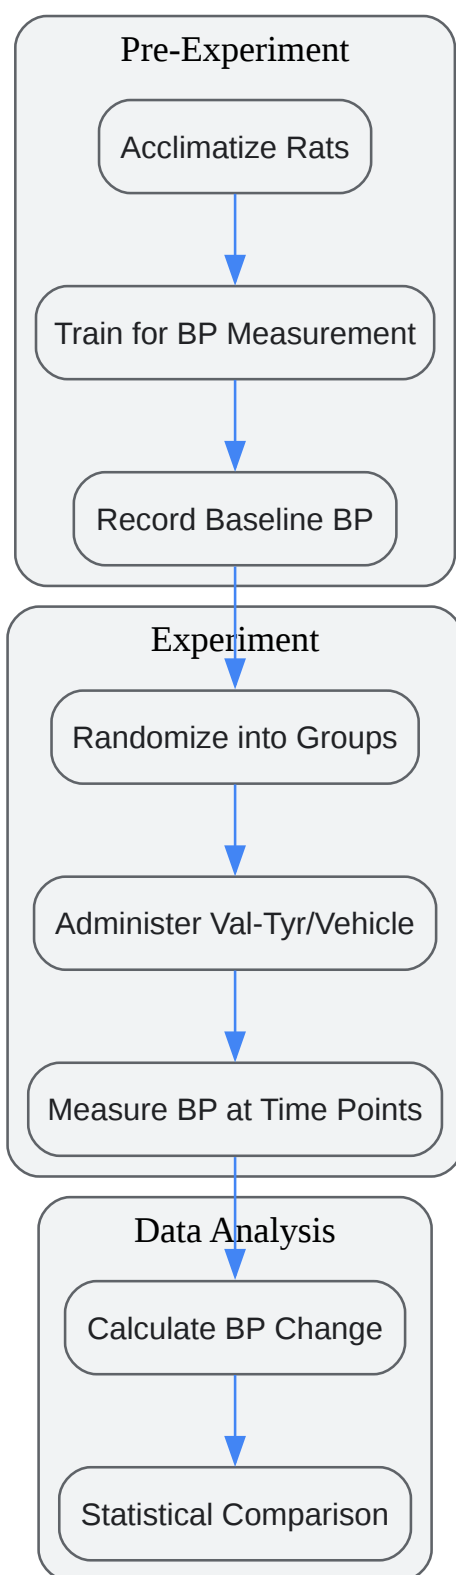 Pre-Experiment
Acclimatize Rats
Train for BP Measurement
Record Baseline BP
Experiment
Randomize into Groups
Administer Val-Tyr/Vehicle
Measure BP at Time Points
Data Analysis
Calculate BP Change
Statistical Comparison